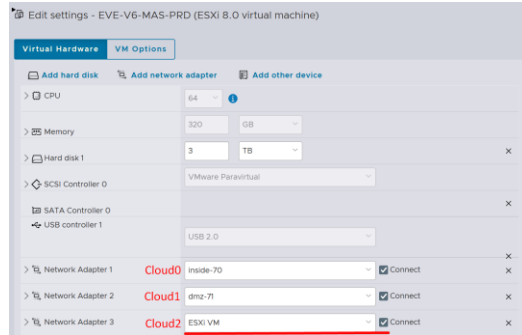 Edit settings - EVE-V6-MAS-PRD (ESXi 8.0 virtual machine)
Virtual Hardware VM Options
Add hard disk Add network adapter Add other device
> CPU 64
> Memory 320 GB
> Hard disk 1 3 TB ×
> SCSI Controller 0 VMware Paravirtual
SATA Controller 0 ×
USB controller 1 USB 2.0 ×
> Network Adapter 1 Cloud0 inside-70 Connect ×
> Network Adapter 2 Cloud1 dmz-71 Connect ×
> Network Adapter 3 Cloud2 ESXi VM Connect ×